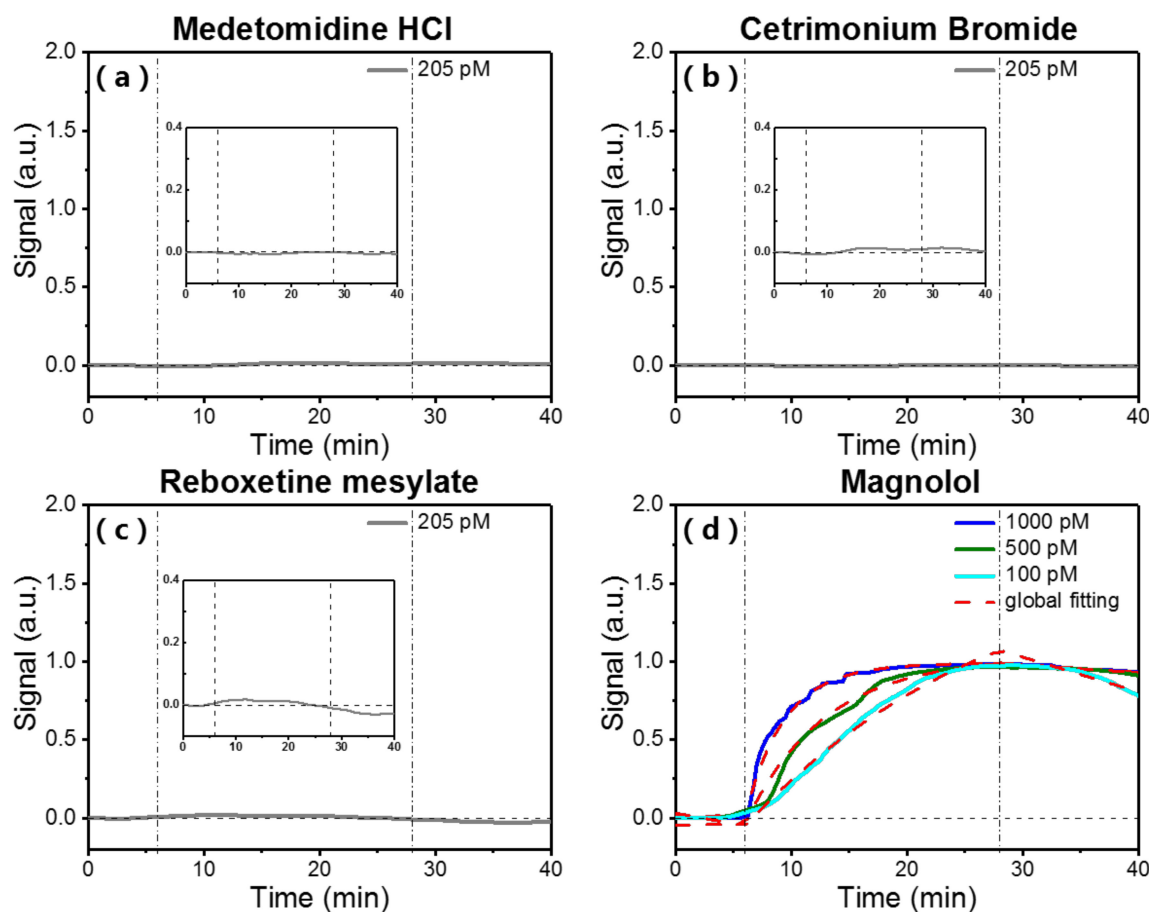 Medetomidine HCl
( a )
205 pM
Signal (a.u.)
2.0
1.5
1.0
0.5
0.0
0.4
0.2
0.0
0 10 20 30 40
0 10 20 30 40
Time (min)
Cetrimonium Bromide
( b )
205 pM
Signal (a.u.)
2.0
1.5
1.0
0.5
0.0
0.4
0.2
0.0
0 10 20 30 40
0 10 20 30 40
Time (min)
Reboxetine mesylate
( c )
205 pM
Signal (a.u.)
2.0
1.5
1.0
0.5
0.0
0.4
0.2
0.0
0 10 20 30 40
0 10 20 30 40
Time (min)
Magnolol
( d )
1000 pM
500 pM
100 pM
global fitting
Signal (a.u.)
2.0
1.5
1.0
0.5
0.0
0 10 20 30 40
Time (min)